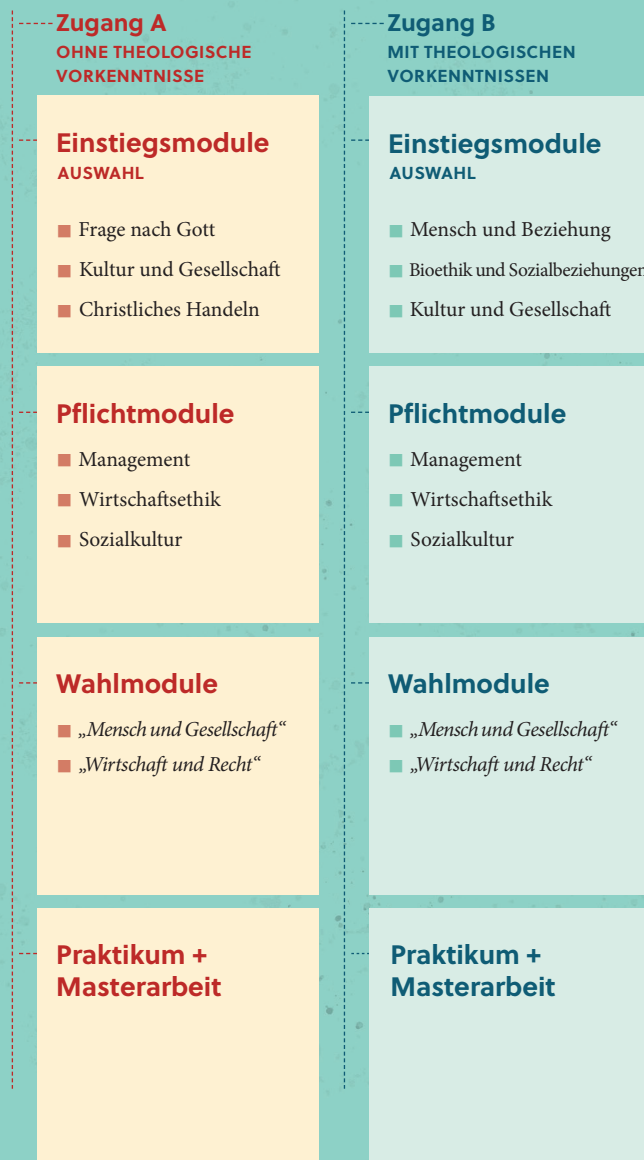 Zugang A
OHNE THEOLOGISCHE
VORKENNTNISSE
Einstiegsmodule
AUSWAHL
Frage nach Gott
Kultur und Gesellschaft
Christliches Handeln
Pflichtmodule
Management
Wirtschaftsethik
Sozialkultur
Wahlmodule
„Mensch und Gesellschaft“
„Wirtschaft und Recht“
Praktikum +
Masterarbeit
Zugang B
MIT THEOLOGISCHEN
VORKENNTNISSEN
Einstiegsmodule
AUSWAHL
Mensch und Beziehung
Bioethik und Sozialbeziehungen
Kultur und Gesellschaft
Pflichtmodule
Management
Wirtschaftsethik
Sozialkultur
Wahlmodule
„Mensch und Gesellschaft“
„Wirtschaft und Recht“
Praktikum +
Masterarbeit